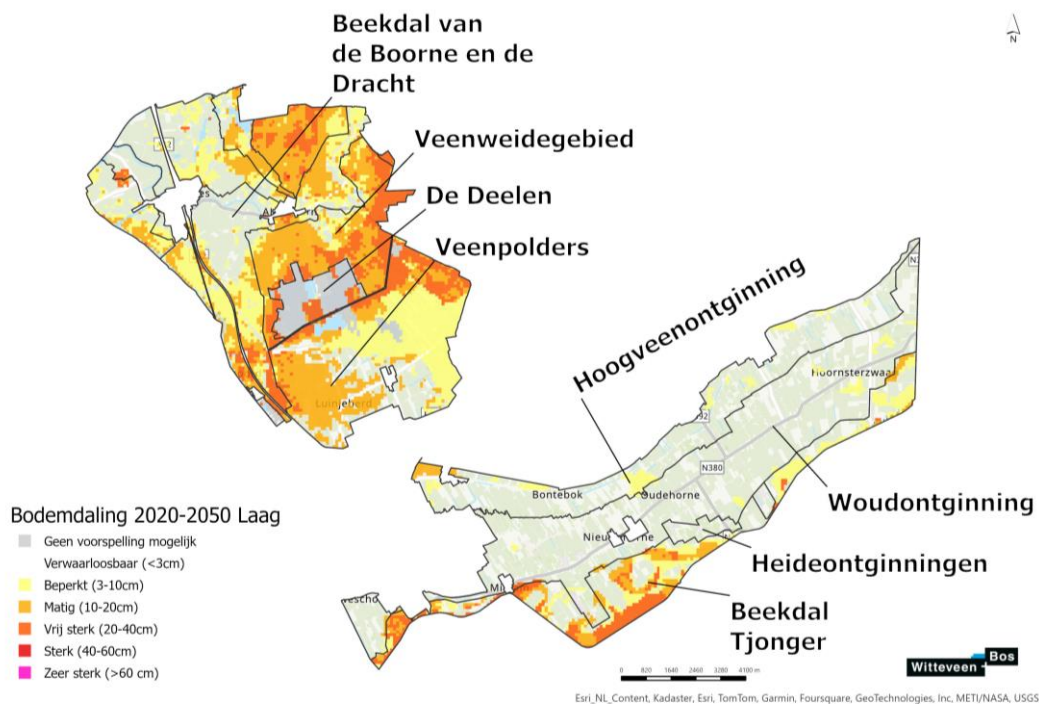 Beekdal van
de Boorne en de
Dracht
N
Veenweidegebied
De Deelen
Veenpolders
Luinjeberd
Hoogveenontginning
Hoornsterzwaag
N380
Bontebok
Oudehorne
Woudontginning
Heideontginningen
Beekdal
Tjonger
Bodemdaling 2020-2050 Laag
Geen voorspelling mogelijk
Verwaarloosbaar (<3cm)
Beperkt (3-10cm)
Matig (10-20cm)
Vrij sterk (20-40cm)
Sterk (40-60cm)
Zeer sterk (>60 cm)
0 820 1640 2460 3280 4100 m
Witteveen + Bos
Esri_NL_Content, Kadaster, Esri, TomTom, Garmin, Foursquare, GeoTechnologies, Inc, METI/NASA, USGS